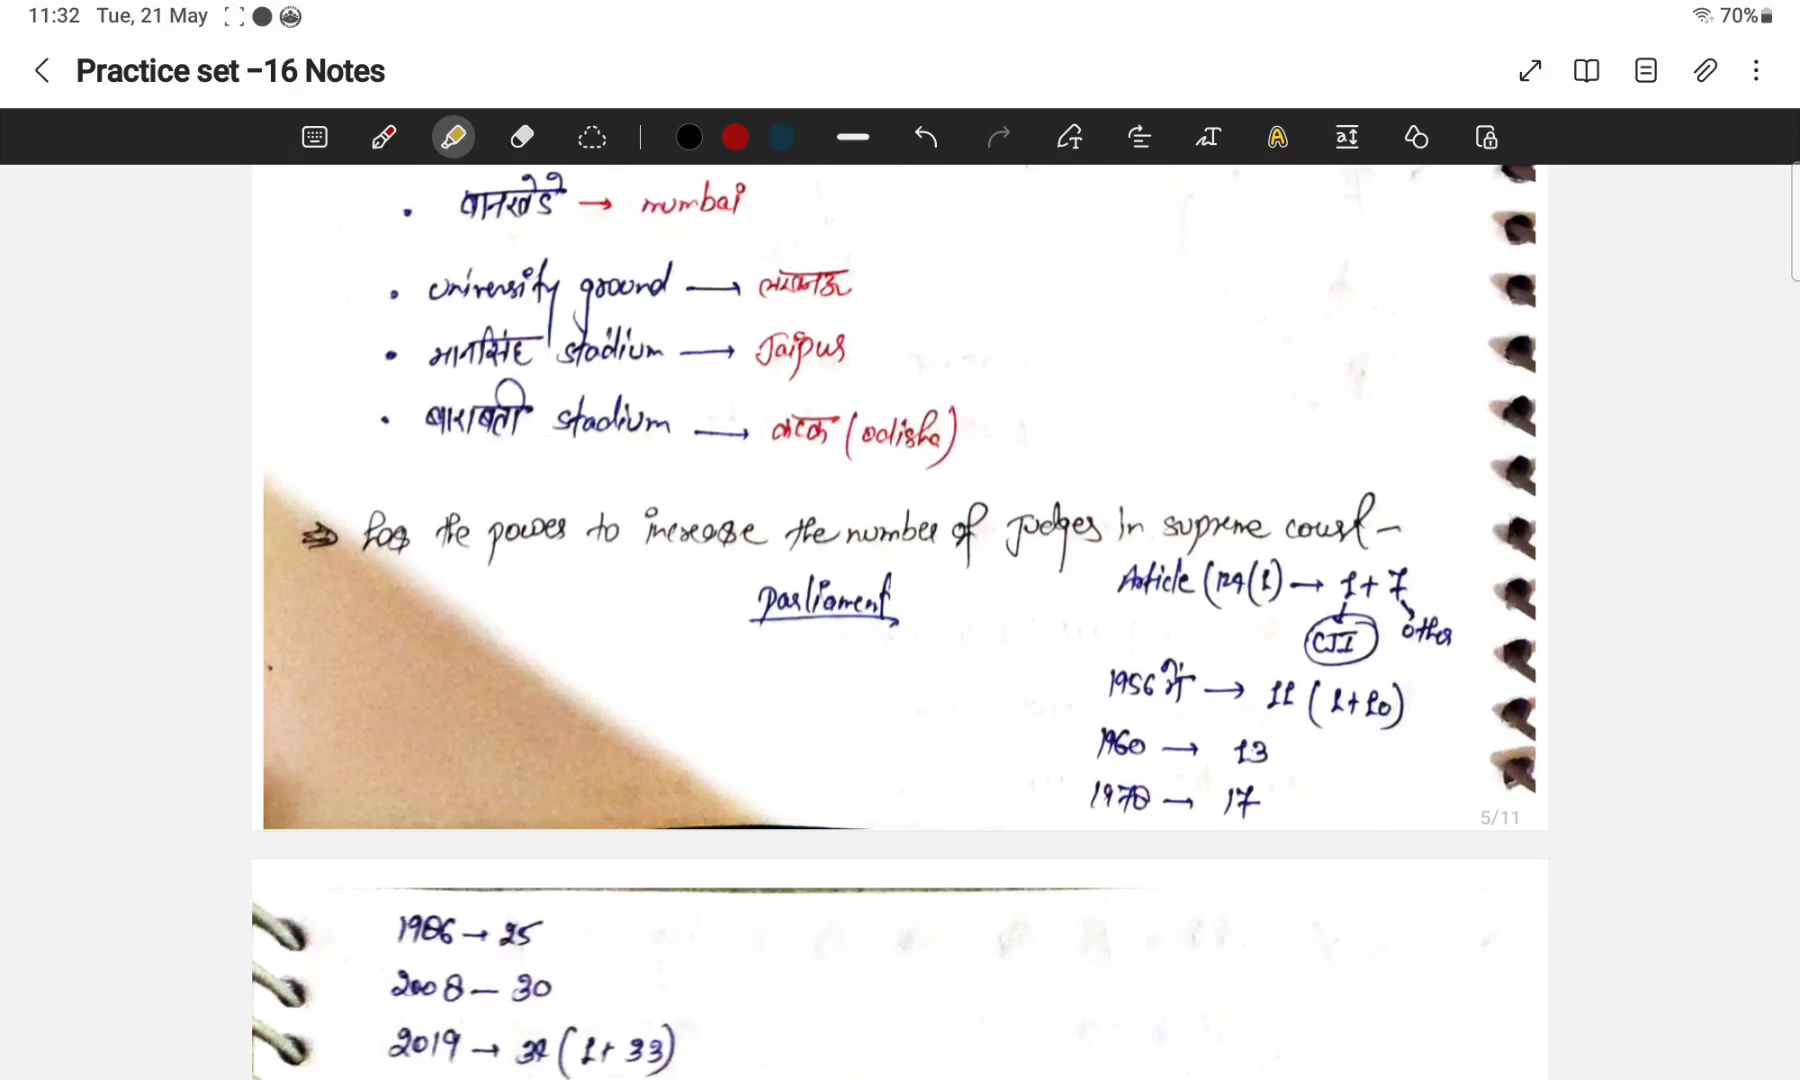 11:32 Tue, 21 May 70%
Practice set –16 Notes
• वानखेडे → mumbai
• university ground → लखनऊ
• मानसिंह stadium → Jaipur
• बाराबती stadium → कटक (odisha)
⇒ has the power to increase the number of Judges in supreme court –
Parliament
Article (124(1) → 1 + 7
CJI other
1956 में → 11 (1+10)
1960 → 13
1978 → 17
5/11
1986 → 25
2008 – 30
2019 → 34 (1+ 33)